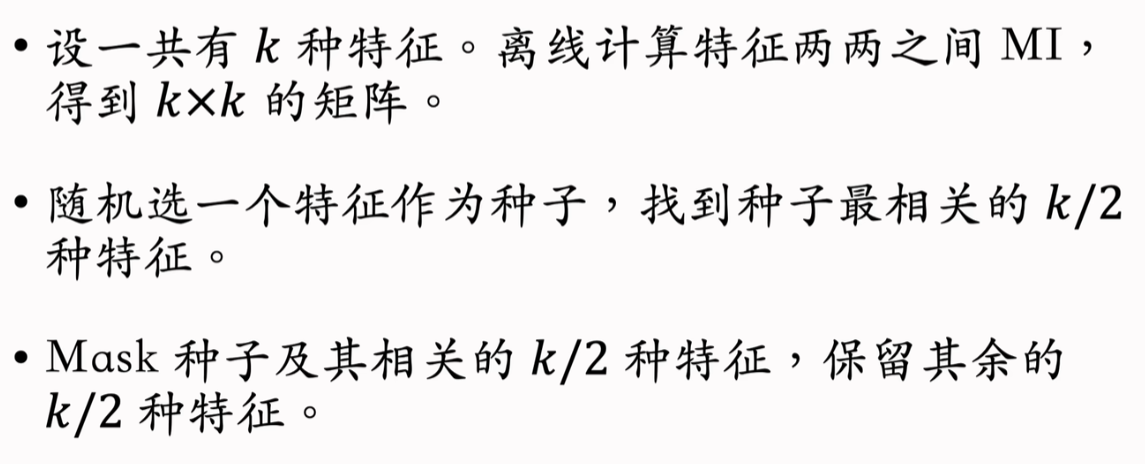 • 设一共有 k 种特征。离线计算特征两两之间 MI，
得到 k×k 的矩阵。
• 随机选一个特征作为种子，找到种子最相关的 k/2
种特征。
• Mask 种子及其相关的 k/2 种特征，保留其余的
k/2 种特征。